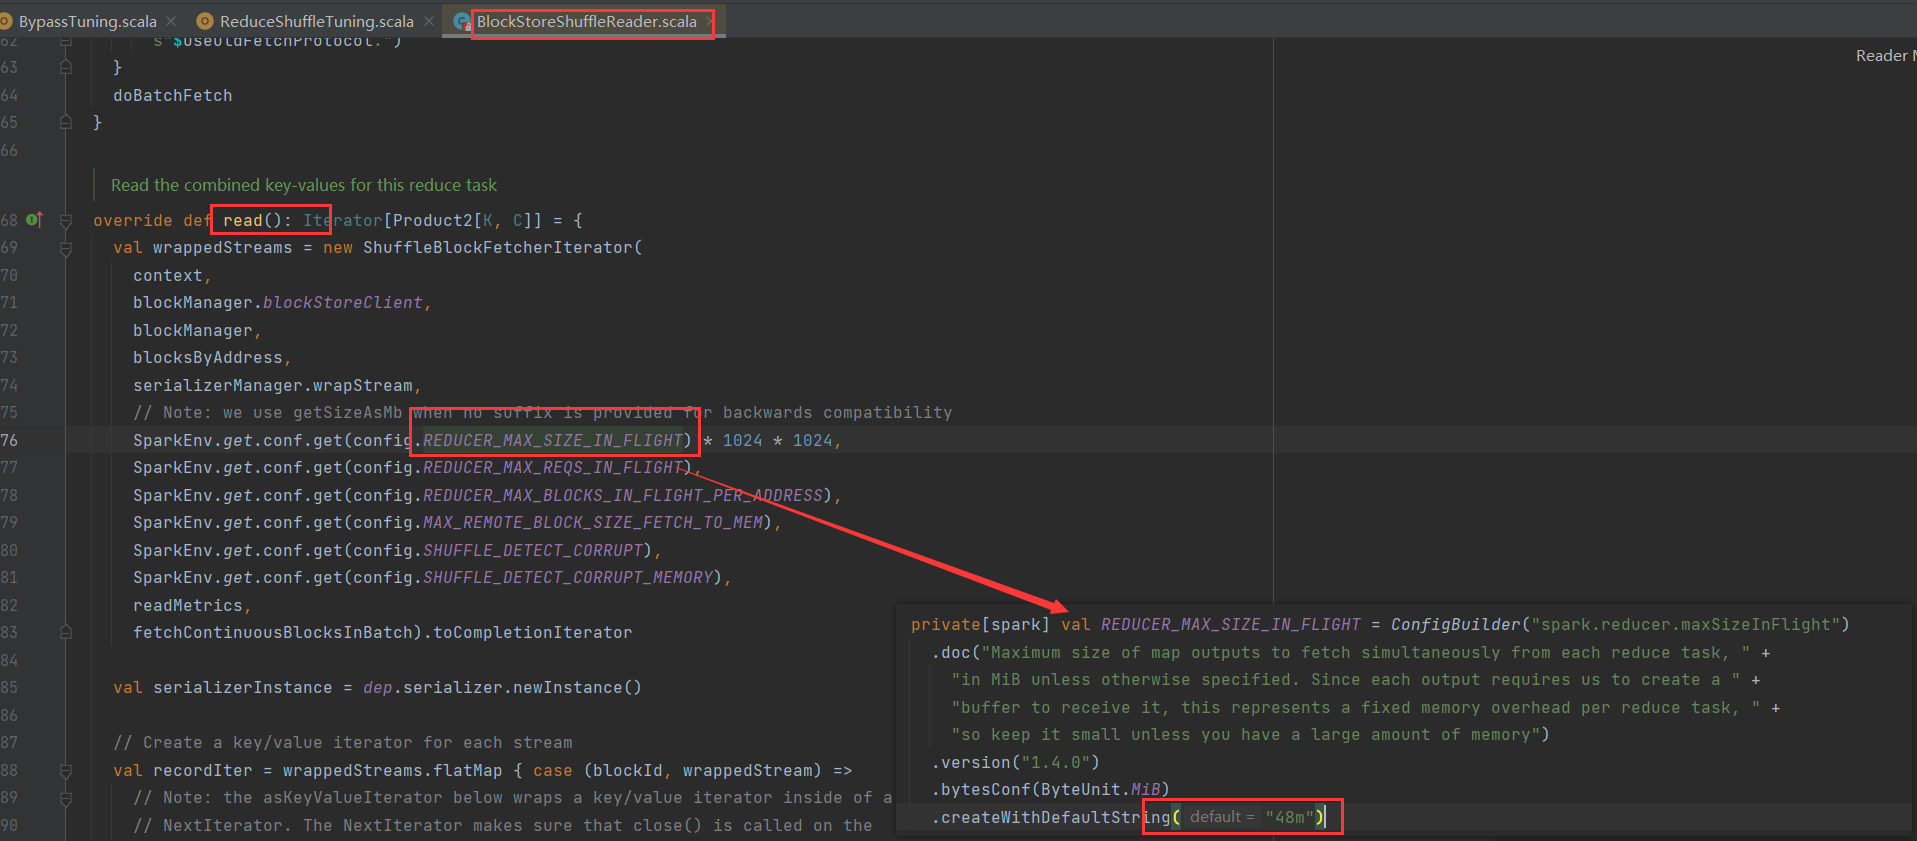 BypassTuning.scala
ReduceShuffleTuning.scala
BlockStoreShuffleReader.scala
Reader M
62 s"$useOldFetchProtocol.")
63 }
64 doBatchFetch
65 }
66
Read the combined key-values for this reduce task
68 override def read(): Iterator[Product2[K, C]] = {
69 val wrappedStreams = new ShuffleBlockFetcherIterator(
70 context,
71 blockManager.blockStoreClient,
72 blockManager,
73 blocksByAddress,
74 serializerManager.wrapStream,
75 // Note: we use getSizeAsMb when no suffix is provided for backwards compatibility
76 SparkEnv.get.conf.get(config.REDUCER_MAX_SIZE_IN_FLIGHT) * 1024 * 1024,
77 SparkEnv.get.conf.get(config.REDUCER_MAX_REQS_IN_FLIGHT),
78 SparkEnv.get.conf.get(config.REDUCER_MAX_BLOCKS_IN_FLIGHT_PER_ADDRESS),
79 SparkEnv.get.conf.get(config.MAX_REMOTE_BLOCK_SIZE_FETCH_TO_MEM),
80 SparkEnv.get.conf.get(config.SHUFFLE_DETECT_CORRUPT),
81 SparkEnv.get.conf.get(config.SHUFFLE_DETECT_CORRUPT_MEMORY),
82 readMetrics,
83 fetchContinuousBlocksInBatch).toCompletionIterator
84
85 val serializerInstance = dep.serializer.newInstance()
86
87 // Create a key/value iterator for each stream
88 val recordIter = wrappedStreams.flatMap { case (blockId, wrappedStream) =>
89 // Note: the asKeyValueIterator below wraps a key/value iterator inside of a
90 // NextIterator. The NextIterator makes sure that close() is called on the
private[spark] val REDUCER_MAX_SIZE_IN_FLIGHT = ConfigBuilder("spark.reducer.maxSizeInFlight")
.doc("Maximum size of map outputs to fetch simultaneously from each reduce task, " +
"in MiB unless otherwise specified. Since each output requires us to create a " +
"buffer to receive it, this represents a fixed memory overhead per reduce task, " +
"so keep it small unless you have a large amount of memory")
.version("1.4.0")
.bytesConf(ByteUnit.MiB)
.createWithDefaultString( default = "48m")